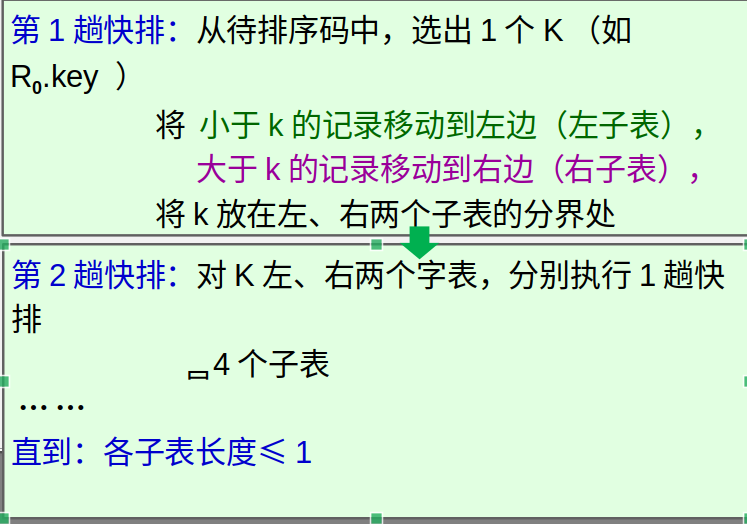 第 1 趟快排：从待排序码中，选出 1 个 K （如
R₀.key ）
将 小于 k 的记录移动到左边（左子表），
大于 k 的记录移动到右边（右子表），
将 k 放在左、右两个子表的分界处
第 2 趟快排：对 K 左、右两个字表，分别执行 1 趟快
排
4 个子表
… …
直到：各子表长度≤ 1